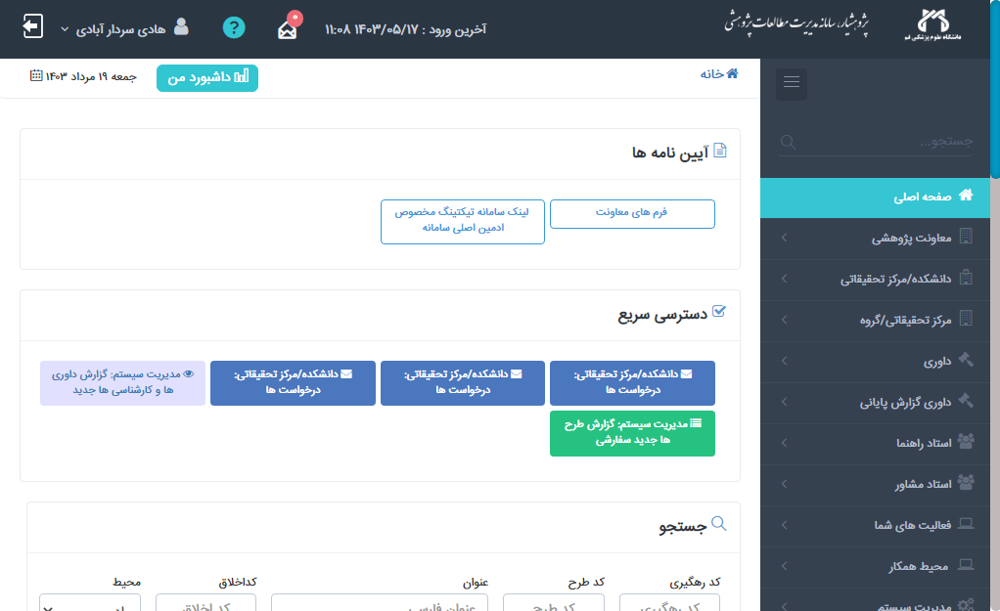 دانشگاه علوم پزشکی قم
پژوهشیار، سامانه مدیریت مطالعات پژوهشی
آخرین ورود : ۱۴۰۳/۰۵/۱۷ ۱۱:۰۸
?
هادی سردار آبادی
خانه
داشبورد من
جمعه ۱۹ مرداد ۱۴۰۳
جستجو...
صفحه اصلی
معاونت پژوهشی
دانشکده/مرکز تحقیقاتی
مرکز تحقیقاتی/گروه
داوری
داوری گزارش پایانی
استاد راهنما
استاد مشاور
فعالیت های شما
محیط همکار
مدیریت سیستم
آیین نامه ها
فرم های معاونت
لینک سامانه تیکتینگ مخصوص
ادمین اصلی سامانه
دسترسی سریع
دانشکده/مرکز تحقیقاتی:
درخواست ها
دانشکده/مرکز تحقیقاتی:
درخواست ها
دانشکده/مرکز تحقیقاتی:
درخواست ها
مدیریت سیستم: گزارش داوری
ها و کارشناسی ها جدید
مدیریت سیستم: گزارش طرح
ها جدید سفارشی
جستجو
کد رهگیری
کد طرح
عنوان
کداخلاق
محیط
کد رهگیری
کد طرح
عنوان فارسی
کد اخلاق